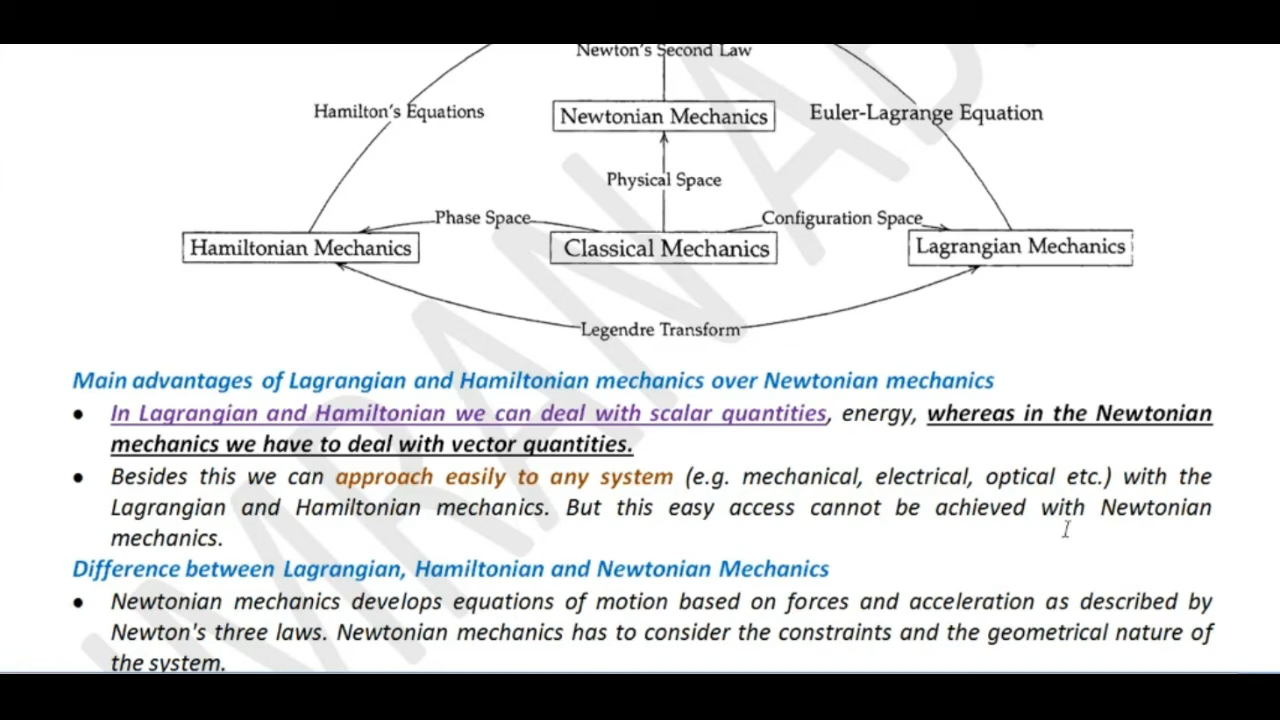 Newton's Second Law
Hamilton's Equations
Newtonian Mechanics
Euler-Lagrange Equation
Physical Space
Phase Space
Configuration Space
Hamiltonian Mechanics
Classical Mechanics
Lagrangian Mechanics
Legendre Transform
Main advantages of Lagrangian and Hamiltonian mechanics over Newtonian mechanics
• In Lagrangian and Hamiltonian we can deal with scalar quantities, energy, whereas in the Newtonian
mechanics we have to deal with vector quantities.
• Besides this we can approach easily to any system (e.g. mechanical, electrical, optical etc.) with the
Lagrangian and Hamiltonian mechanics. But this easy access cannot be achieved with Newtonian
mechanics.
Difference between Lagrangian, Hamiltonian and Newtonian Mechanics
• Newtonian mechanics develops equations of motion based on forces and acceleration as described by
Newton's three laws. Newtonian mechanics has to consider the constraints and the geometrical nature of
the system.